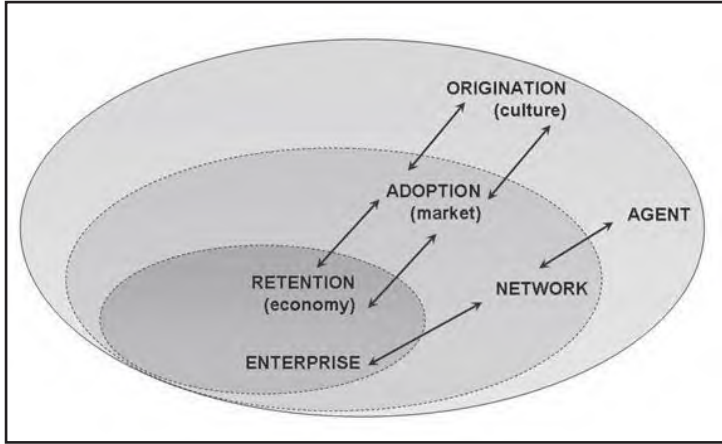 ORIGINATION
(culture)
ADOPTION
(market)
AGENT
RETENTION
(economy)
NETWORK
ENTERPRISE